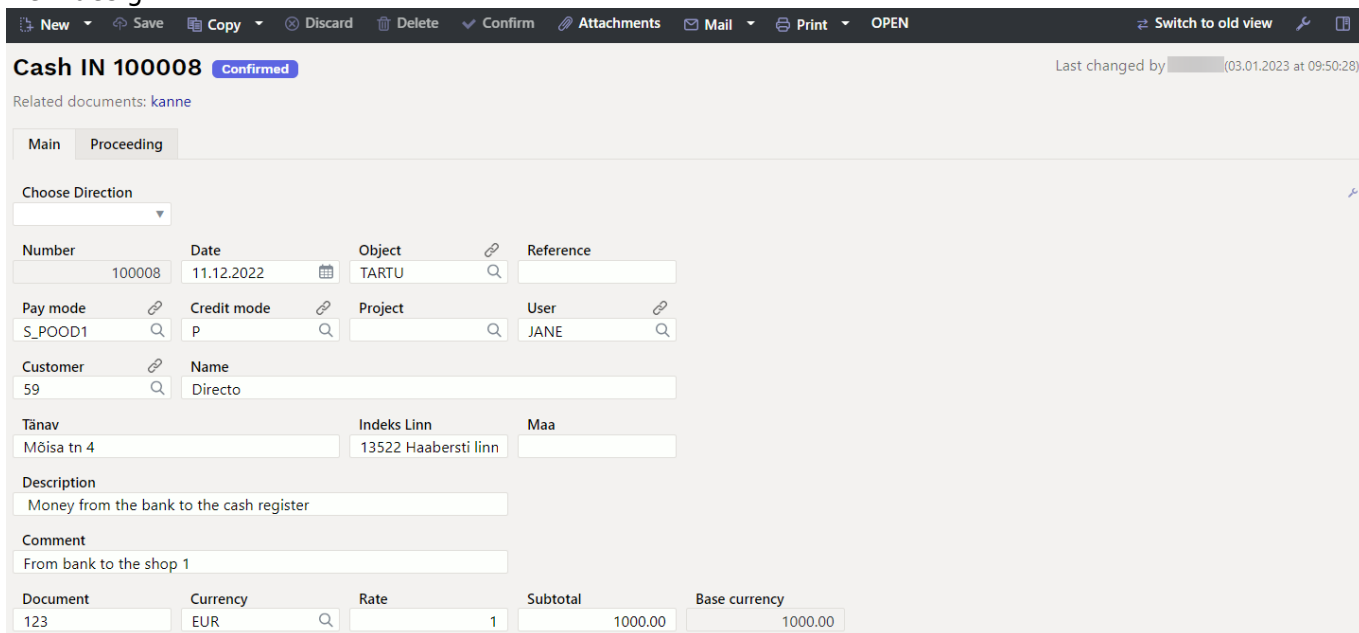 New Save Copy Discard Delete Confirm Attachments Mail Print OPEN Switch to old view
Cash IN 100008 Confirmed Last changed by (03.01.2023 at 09:50:28)
Related documents: kanne
Main Proceeding
Choose Direction
Number Date Object Reference
100008 11.12.2022 TARTU
Pay mode Credit mode Project User
S_POOD1 P JANE
Customer Name
59 Directo
Tänav Indeks Linn Maa
Mõisa tn 4 13522 Haabersti linn
Description
Money from the bank to the cash register
Comment
From bank to the shop 1
Document Currency Rate Subtotal Base currency
123 EUR 1 1000.00 1000.00